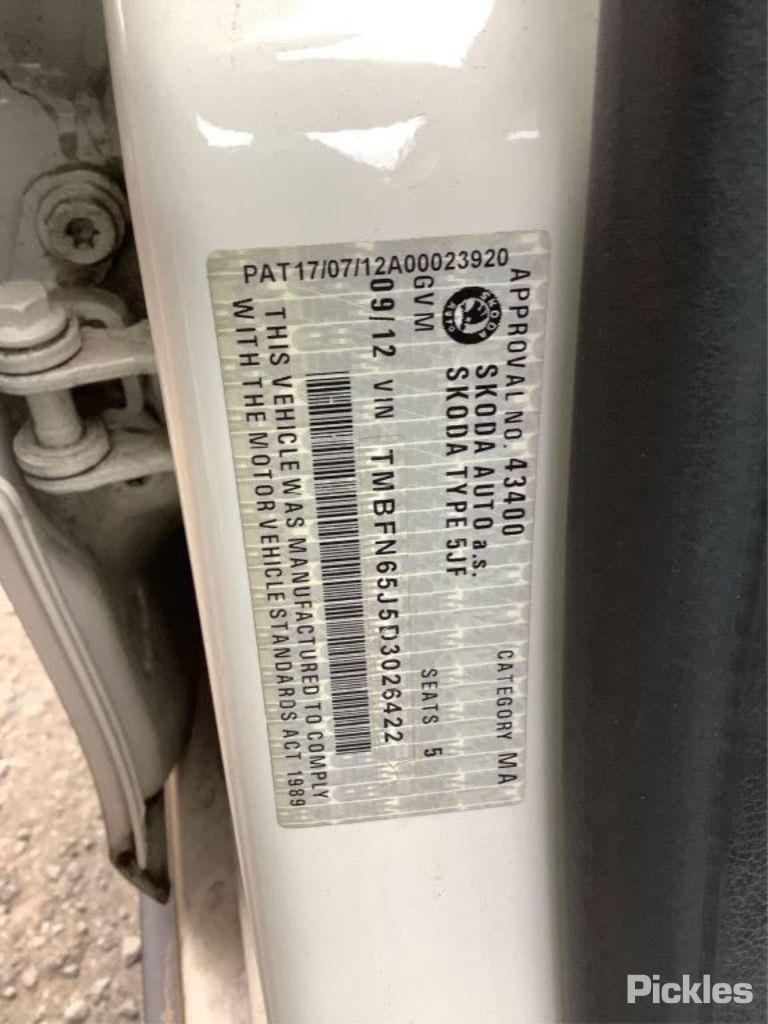 PAT17/07/12A00023920
APPROVAL NO. 43400 CATEGORY MA
SKODA AUTO a.s.
SKODA TYPE 5JF
SKODA
GVM SEATS 5
09/12 VIN TMBFN65J5D3026422
THIS VEHICLE WAS MANUFACTURED TO COMPLY
WITH THE MOTOR VEHICLE STANDARDS ACT 1989
Pickles